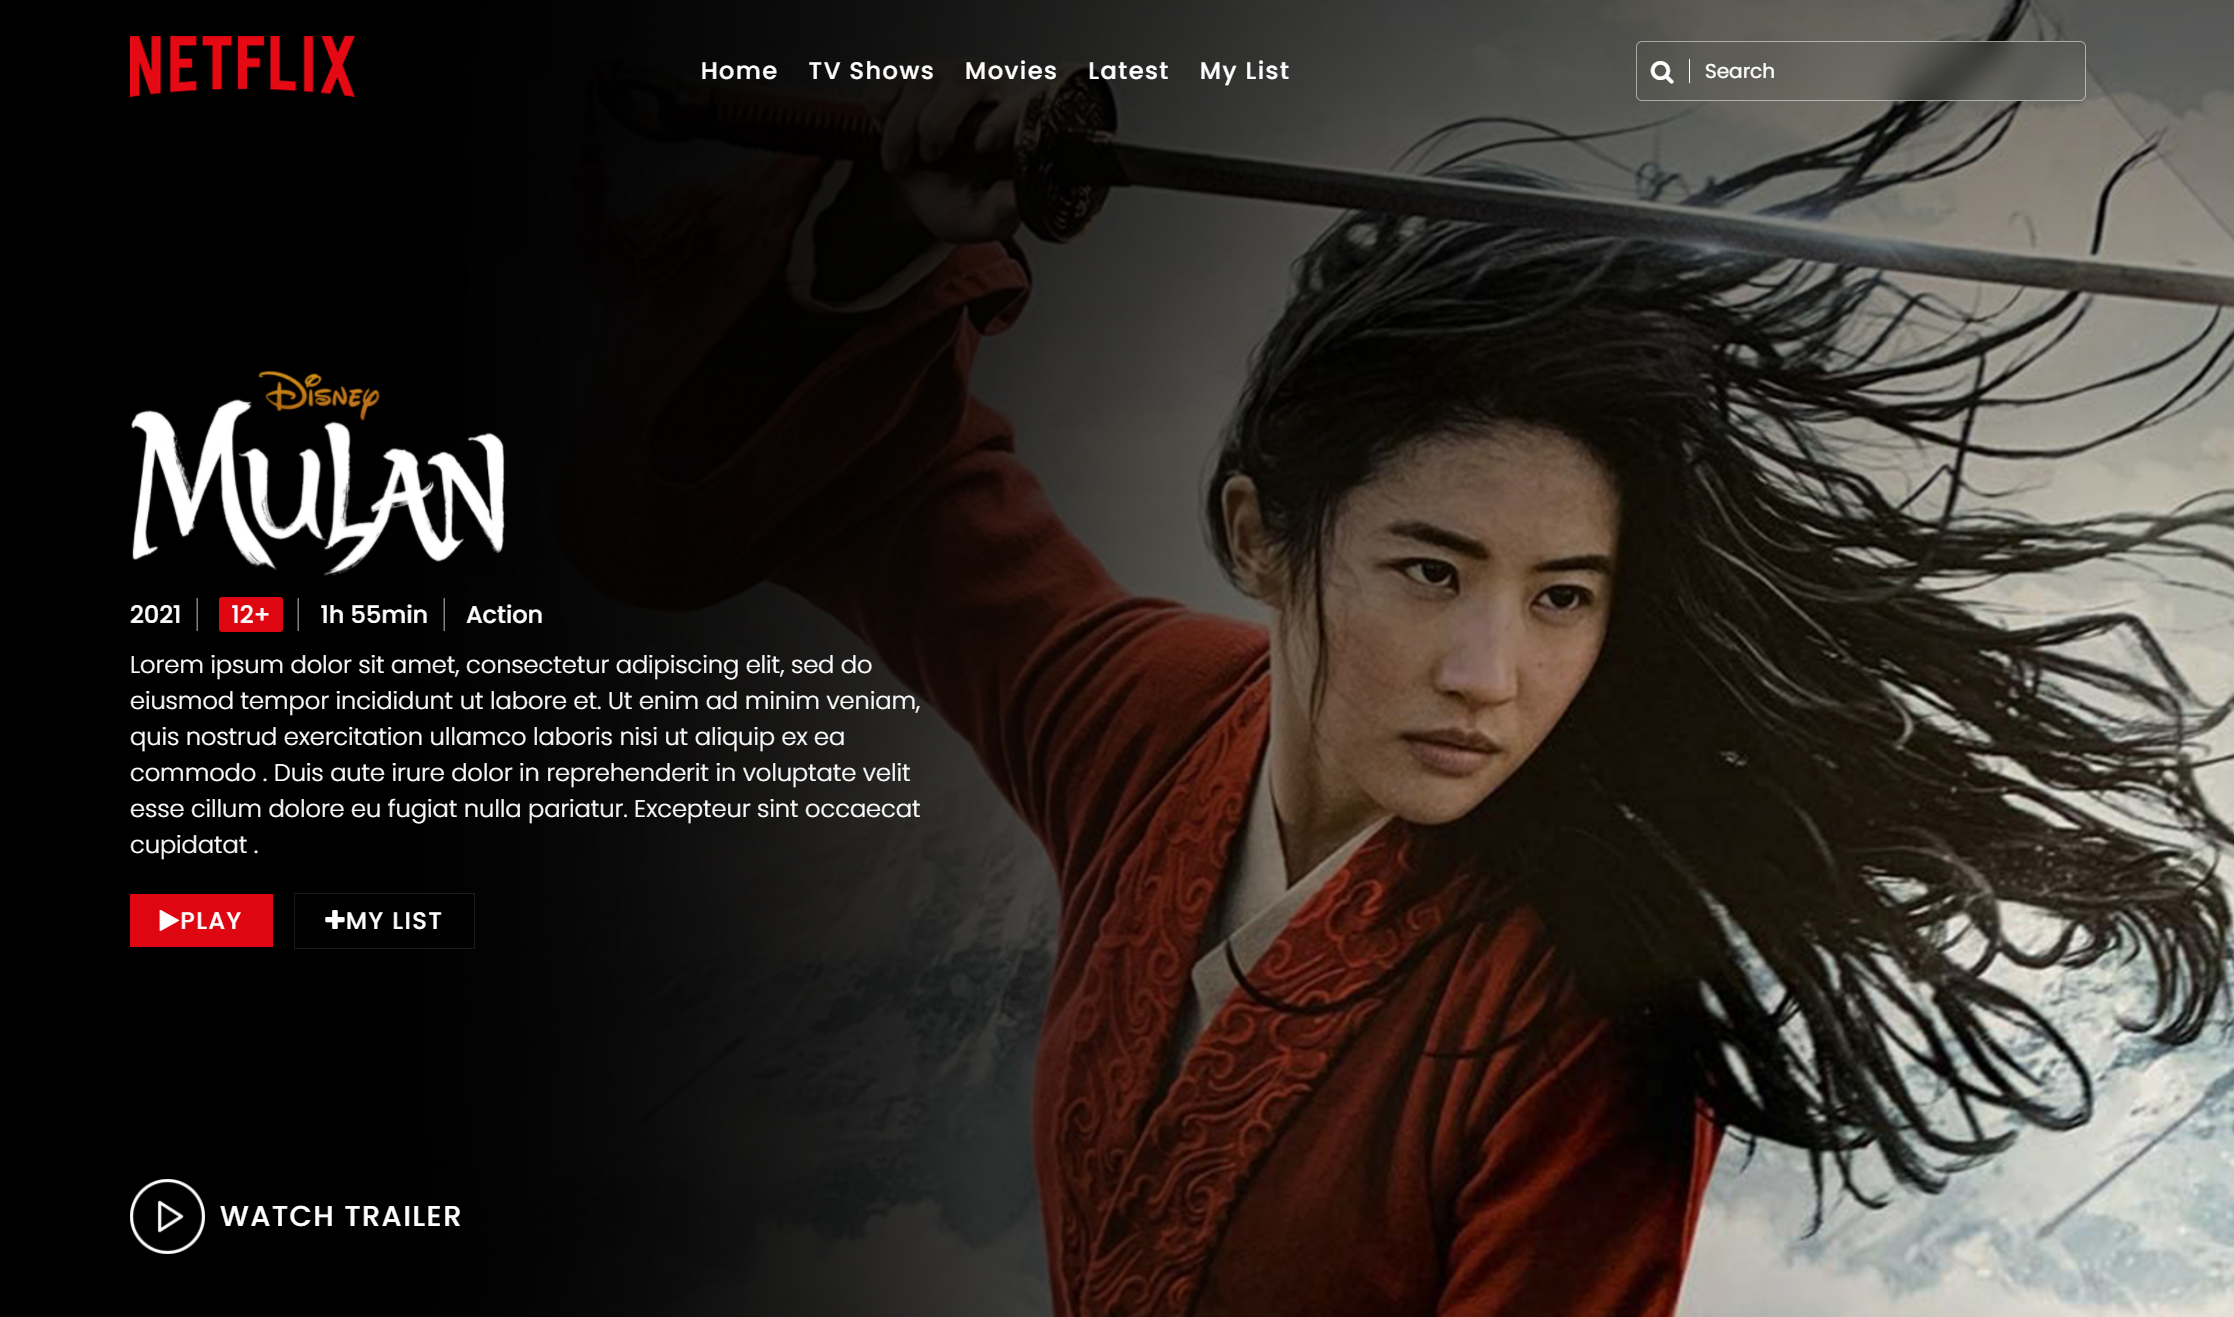 NETFLIX
Home TV Shows Movies Latest My List
Search
Disney
MULAN
2021 12+ 1h 55min Action
Lorem ipsum dolor sit amet, consectetur adipiscing elit, sed do
eiusmod tempor incididunt ut labore et. Ut enim ad minim veniam,
quis nostrud exercitation ullamco laboris nisi ut aliquip ex ea
commodo . Duis aute irure dolor in reprehenderit in voluptate velit
esse cillum dolore eu fugiat nulla pariatur. Excepteur sint occaecat
cupidatat .
PLAY MY LIST
WATCH TRAILER